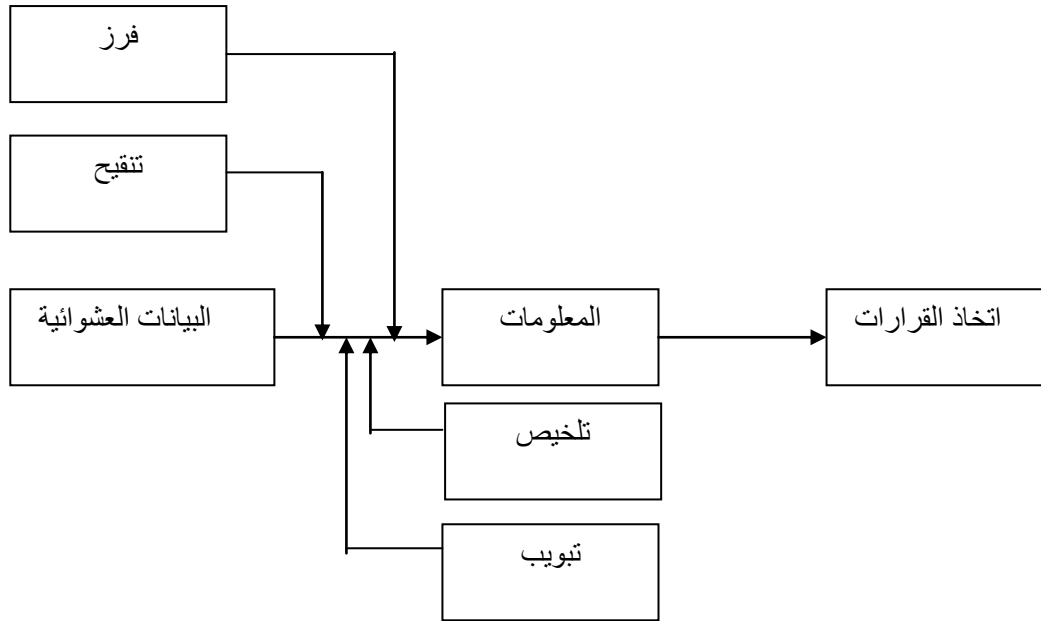 فرز
تنقيح
البيانات العشوائية
المعلومات
اتخاذ القرارات
تلخيص
تبويب